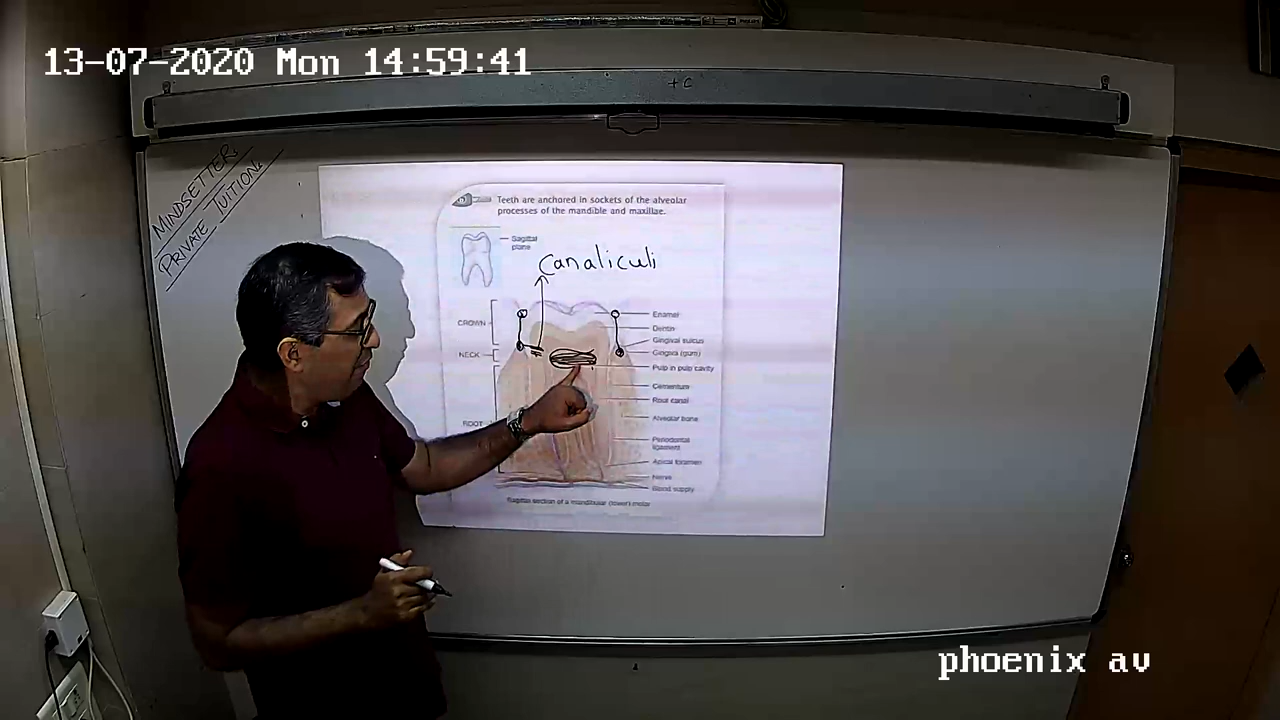 13-07-2020 Mon 14:59:41
+C
MINDSETTER
PRIVATE TUITION
Teeth are anchored in sockets of the alveolar
processes of the mandible and maxillae.
Sagittal
plane
Canaliculi
CROWN
NECK
ROOT
Enamel
Dentin
Gingival sulcus
Gingiva (gum)
Pulp in pulp cavity
Cementum
Root canal
Alveolar bone
Periodontal
ligament
Apical foramen
Nerve
Blood supply
Sagittal section of a mandibular (lower) molar
phoenix av